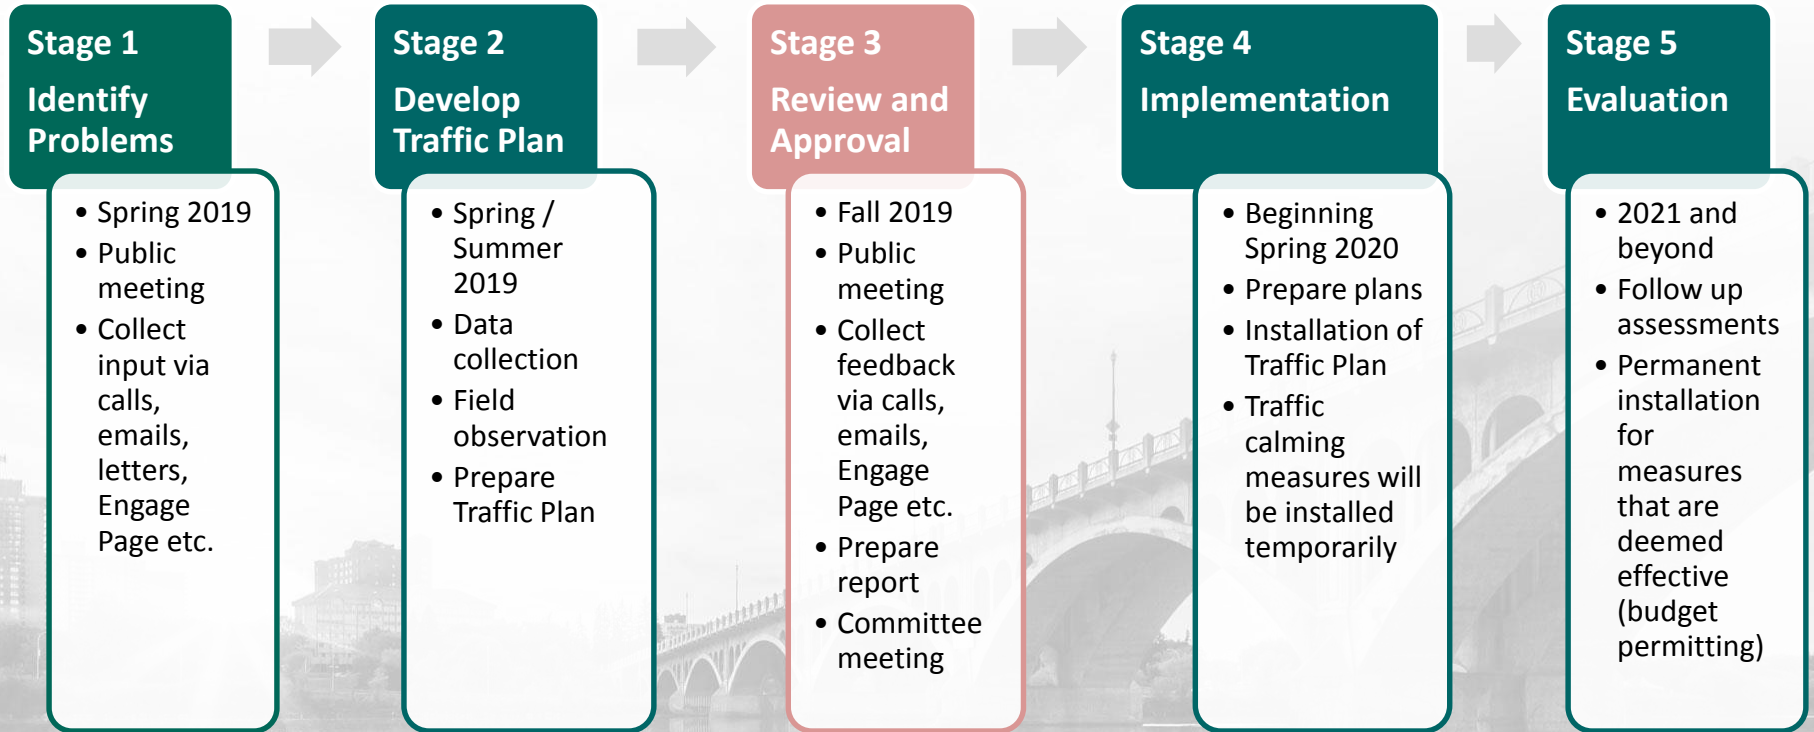 Stage 1
Identify
Problems
• Spring 2019
• Public
meeting
• Collect
input via
calls,
emails,
letters,
Engage
Page etc.
Stage 2
Develop
Traffic Plan
• Spring /
Summer
2019
• Data
collection
• Field
observation
• Prepare
Traffic Plan
Stage 3
Review and
Approval
• Fall 2019
• Public
meeting
• Collect
feedback
via calls,
emails,
Engage
Page etc.
• Prepare
report
• Committee
meeting
Stage 4
Implementation
• Beginning
Spring 2020
• Prepare plans
• Installation of
Traffic Plan
• Traffic
calming
measures will
be installed
temporarily
Stage 5
Evaluation
• 2021 and
beyond
• Follow up
assessments
• Permanent
installation
for
measures
that are
deemed
effective
(budget
permitting)